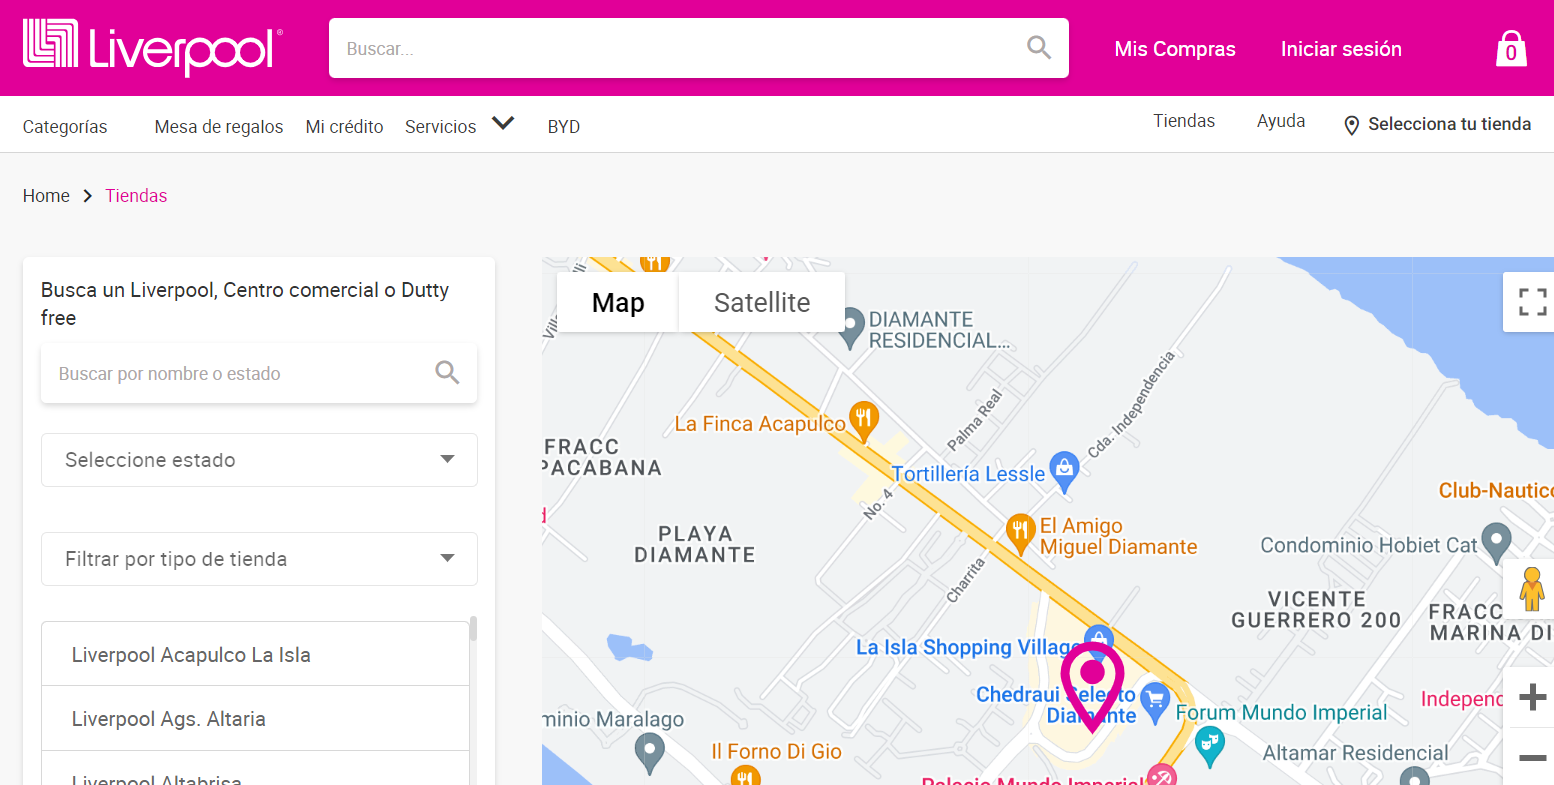 Liverpool®
Buscar...
Mis Compras
Iniciar sesión
0
Categorías
Mesa de regalos
Mi crédito
Servicios
BYD
Tiendas
Ayuda
Selecciona tu tienda
Home
Tiendas
Busca un Liverpool, Centro comercial o Dutty
free
Buscar por nombre o estado
Seleccione estado
Filtrar por tipo de tienda
Liverpool Acapulco La Isla
Liverpool Ags. Altaria
Liverpool Altabrisa
Map
Satellite
DIAMANTE
RESIDENCIAL...
La Finca Acapulco
Palma Real
Cda. Independencia
FRACC
PACABANA
Tortillería Lessle
No. 4
Club-Nautico
PLAYA
DIAMANTE
El Amigo
Miguel Diamante
Condominio Hobiet Cat
Charrita
VICENTE
GUERRERO 200
FRACC
MARINA DI
La Isla Shopping Village
Chedraui Selecto
Diamante
Independ
minio Maralago
Forum Mundo Imperial
Il Forno Di Gio
Altamar Residencial
Palacio Mundo Imperial